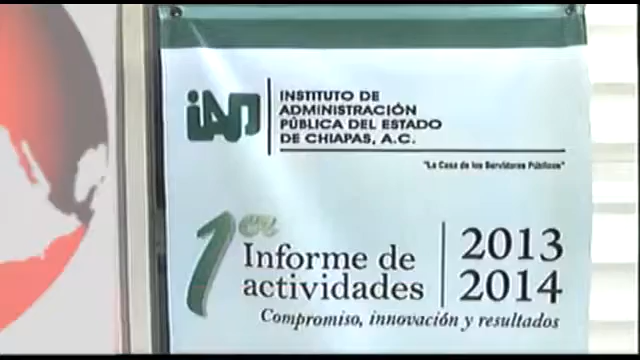 iAP
INSTITUTO DE
ADMINISTRACIÓN
PÚBLICA DEL ESTADO
DE CHIAPAS, A.C.
"La Casa de los Servidores Públicos"
1er
Informe de
actividades
2013
2014
Compromiso, innovación y resultados